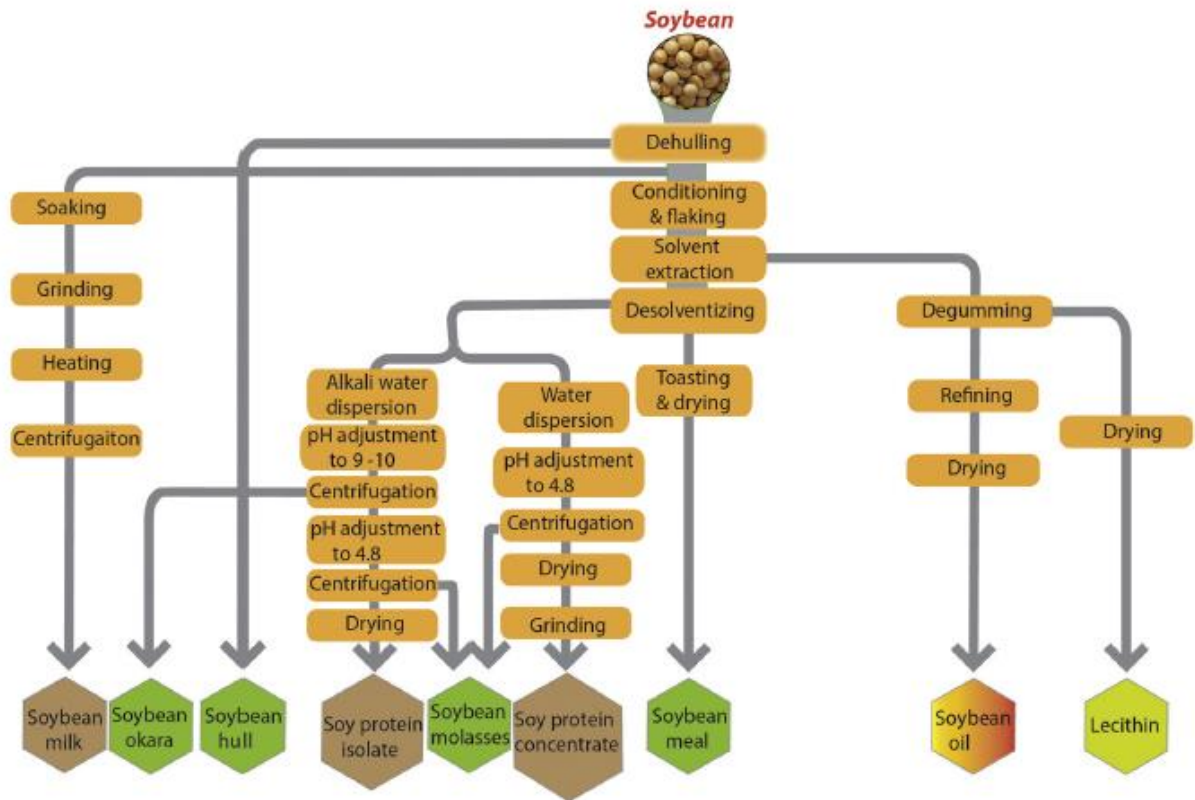 Soybean
Dehulling
Soaking
Conditioning
& flaking
Solvent
extraction
Grinding
Desolventizing
Degumming
Heating
Alkali water
dispersion
Water
dispersion
Toasting
& drying
Refining
Centrifugaiton
pH adjustment
to 9 -10
Drying
pH adjustment
to 4.8
Drying
Centrifugation
pH adjustment
to 4.8
Centrifugation
Centrifugation
Drying
Drying
Grinding
Soybean
milk
Soybean
okara
Soybean
hull
Soy protein
isolate
Soybean
molasses
Soy protein
concentrate
Soybean
meal
Soybean
oil
Lecithin